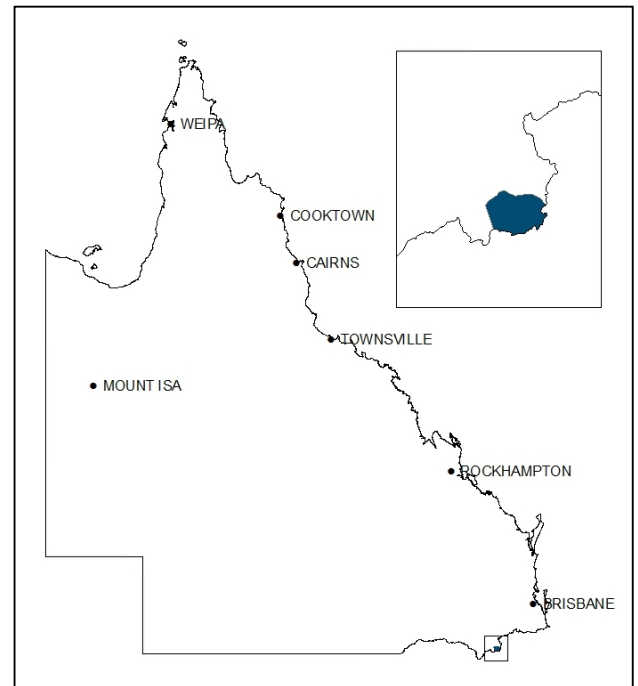 WEIPA
COOKTOWN
CAIRNS
TOWNSVILLE
MOUNT ISA
ROCKHAMPTON
BRISBANE